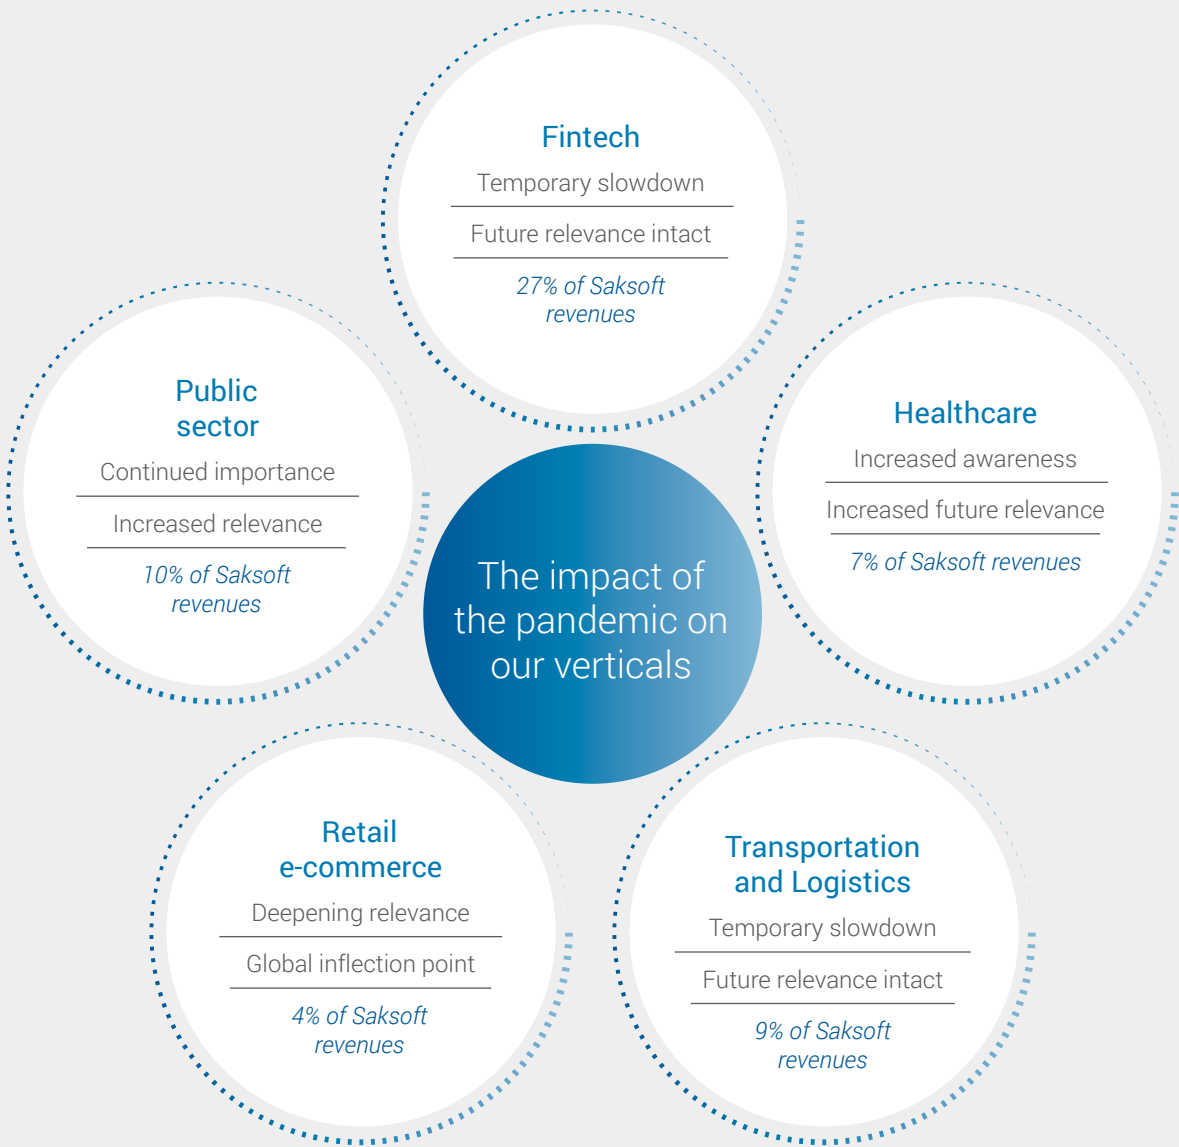 Fintech
Temporary slowdown
Future relevance intact
27% of Saksoft
revenues
Public
sector
Continued importance
Increased relevance
10% of Saksoft
revenues
Healthcare
Increased awareness
Increased future relevance
7% of Saksoft revenues
The impact of
the pandemic on
our verticals
Retail
e-commerce
Deepening relevance
Global inflection point
4% of Saksoft
revenues
Transportation
and Logistics
Temporary slowdown
Future relevance intact
9% of Saksoft
revenues